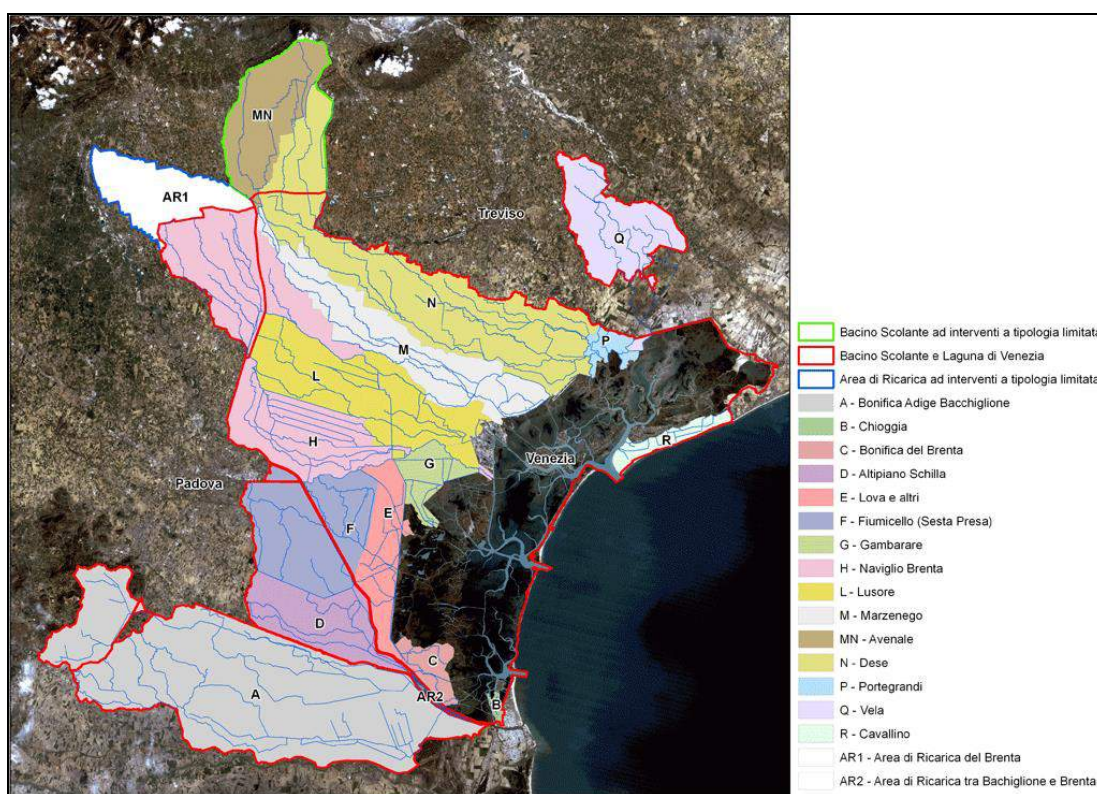 MN
AR1
Treviso
Q
N
P
M
L
R
H
Venezia
G
Padova
E
F
D
C
AR2
B
A
Bacino Scolante ad interventi a tipologia limitata
Bacino Scolante e Laguna di Venezia
Area di Ricarica ad interventi a tipologia limitata
A - Bonifica Adige Bacchiglione
B - Chioggia
C - Bonifica del Brenta
D - Altipiano Schilla
E - Lova e altri
F - Fiumicello (Sesta Presa)
G - Gambarare
H - Naviglio Brenta
L - Lusore
M - Marzenego
MN - Avenale
N - Dese
P - Portegrandi
Q - Vela
R - Cavallino
AR1 - Area di Ricarica del Brenta
AR2 - Area di Ricarica tra Bachiglione e Brenta